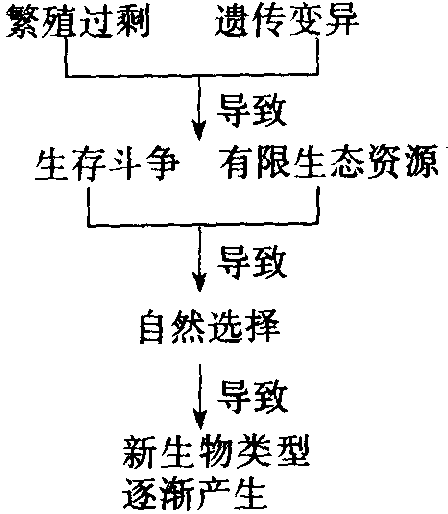 繁殖过剩 遗传变异
导致
生存斗争 有限生态资源
导致
自然选择
导致
新生物类型
逐渐产生